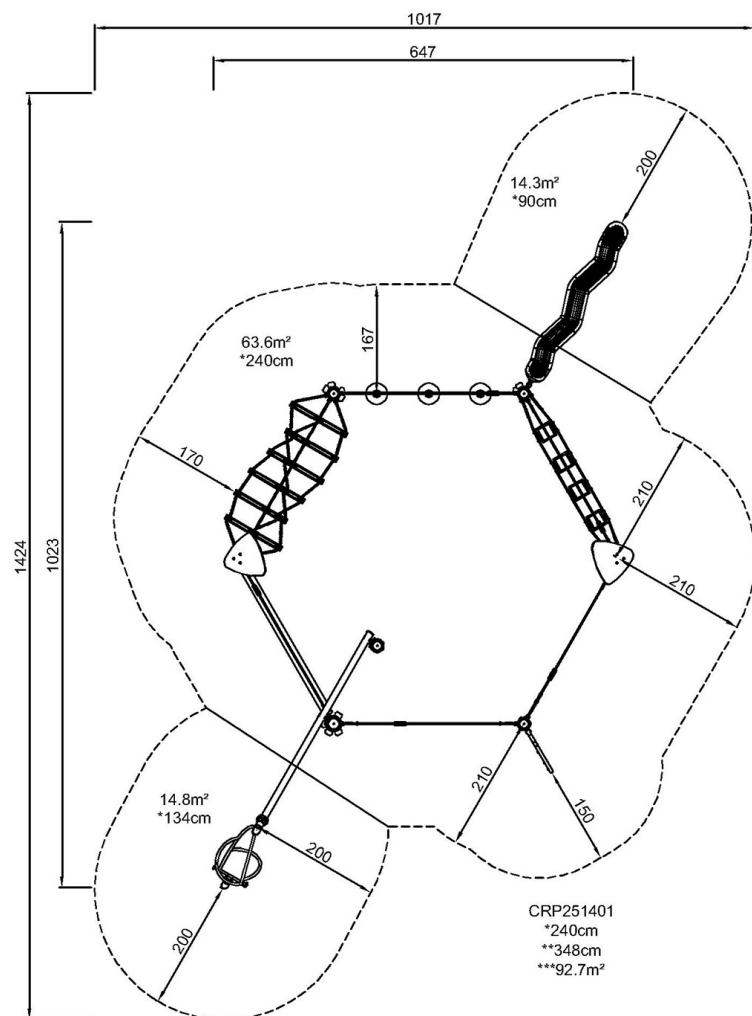 1017
647
200
14.3m²
*90cm
167
63.6m²
*240cm
170
210
210
1424
1023
210
150
14.8m²
*134cm
200
200
CRP251401
*240cm
**348cm
***92.7m²